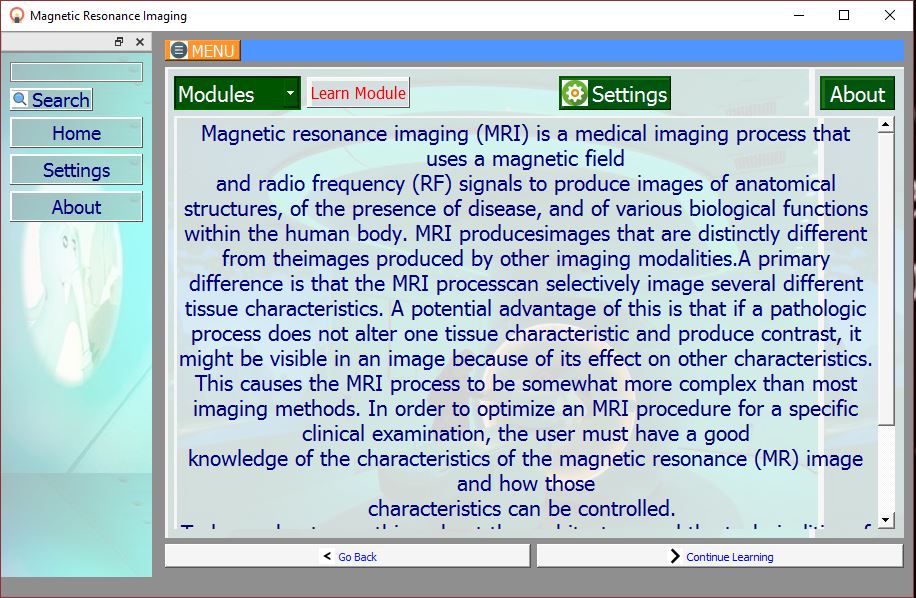 Magnetic Resonance Imaging
MENU
Search
Home
Settings
About
Modules
Learn Module
Settings
About
Magnetic resonance imaging (MRI) is a medical imaging process that
uses a magnetic field
and radio frequency (RF) signals to produce images of anatomical
structures, of the presence of disease, and of various biological functions
within the human body. MRI producesimages that are distinctly different
from theimages produced by other imaging modalities.A primary
difference is that the MRI processcan selectively image several different
tissue characteristics. A potential advantage of this is that if a pathologic
process does not alter one tissue characteristic and produce contrast, it
might be visible in an image because of its effect on other characteristics.
This causes the MRI process to be somewhat more complex than most
imaging methods. In order to optimize an MRI procedure for a specific
clinical examination, the user must have a good
knowledge of the characteristics of the magnetic resonance (MR) image
and how those
characteristics can be controlled.
Go Back
Continue Learning